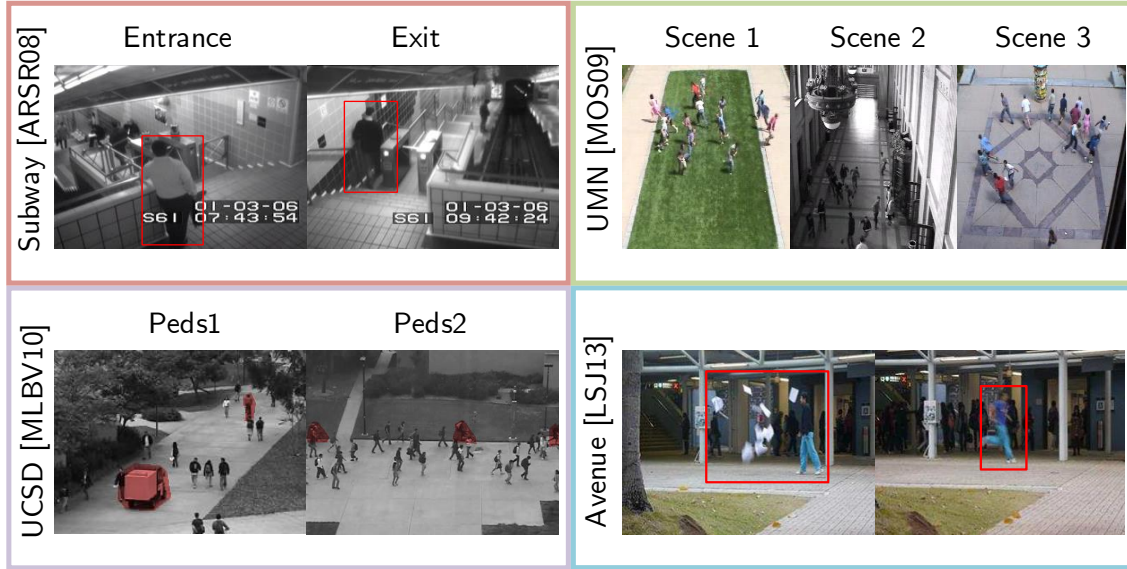 Subway [ARSR08]
Entrance
Exit
01-03-06
S61 07:43:54
01-03-06
S61 09:42:24
UMN [MOS09]
Scene 1
Scene 2
Scene 3
UCSD [MLBV10]
Peds1
Peds2
Avenue [LSJ13]